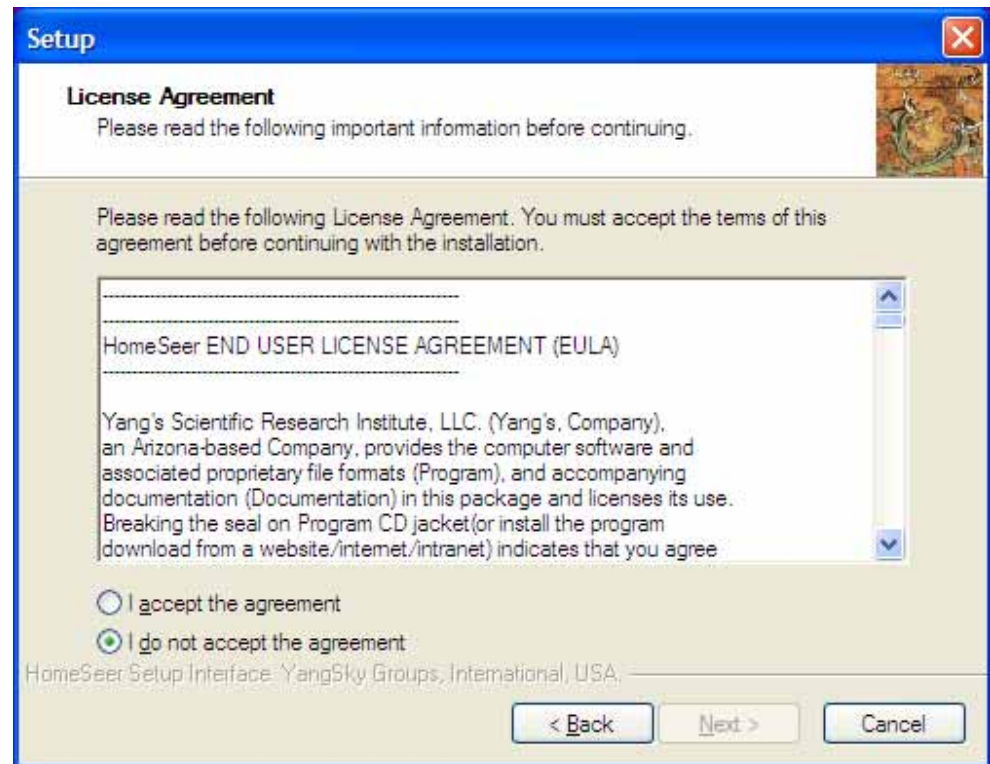 Setup
License Agreement
Please read the following important information before continuing.
Please read the following License Agreement. You must accept the terms of this
agreement before continuing with the installation.
------------------------------------------------------------
------------------------------------------------------------
HomeSeer END USER LICENSE AGREEMENT (EULA)
------------------------------------------------------------
Yang's Scientific Research Institute, LLC. (Yang's, Company),
an Arizona-based Company, provides the computer software and
associated proprietary file formats (Program), and accompanying
documentation (Documentation) in this package and licenses its use.
Breaking the seal on Program CD jacket(or install the program
download from a website/internet/intranet) indicates that you agree
I accept the agreement
I do not accept the agreement
HomeSeer Setup Interface. YangSky Groups, International, USA.
< Back
Next >
Cancel